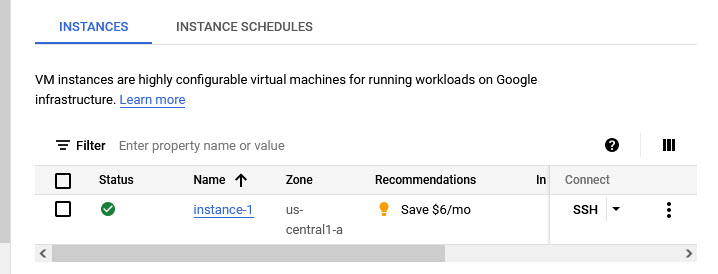 INSTANCES INSTANCE SCHEDULES
VM instances are highly configurable virtual machines for running workloads on Google
infrastructure. Learn more
Filter Enter property name or value
Status Name Zone Recommendations In Connect
instance-1 us- Save $6/mo SSH
central1-a